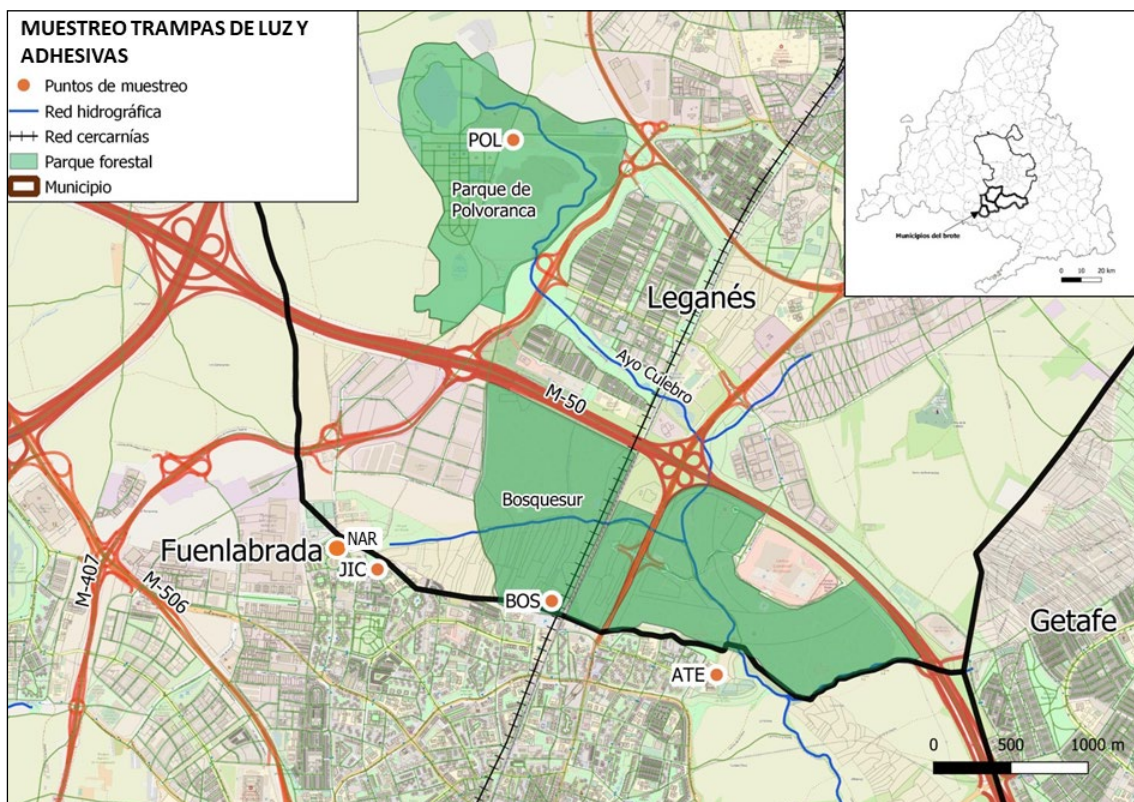 MUESTREO TRAMPAS DE LUZ Y
ADHESIVAS
Puntos de muestreo
Red hidrográfica
Red cercarnías
Parque forestal
Municipio
POL
Parque de
Polvoranca
Municipios del brote
0 10 20 km
Leganés
Ayo Culebro
M-50
Bosquesur
Fuenlabrada
NAR
JIC
M-407
M-506
BOS
ATE
Getafe
0 500 1000 m